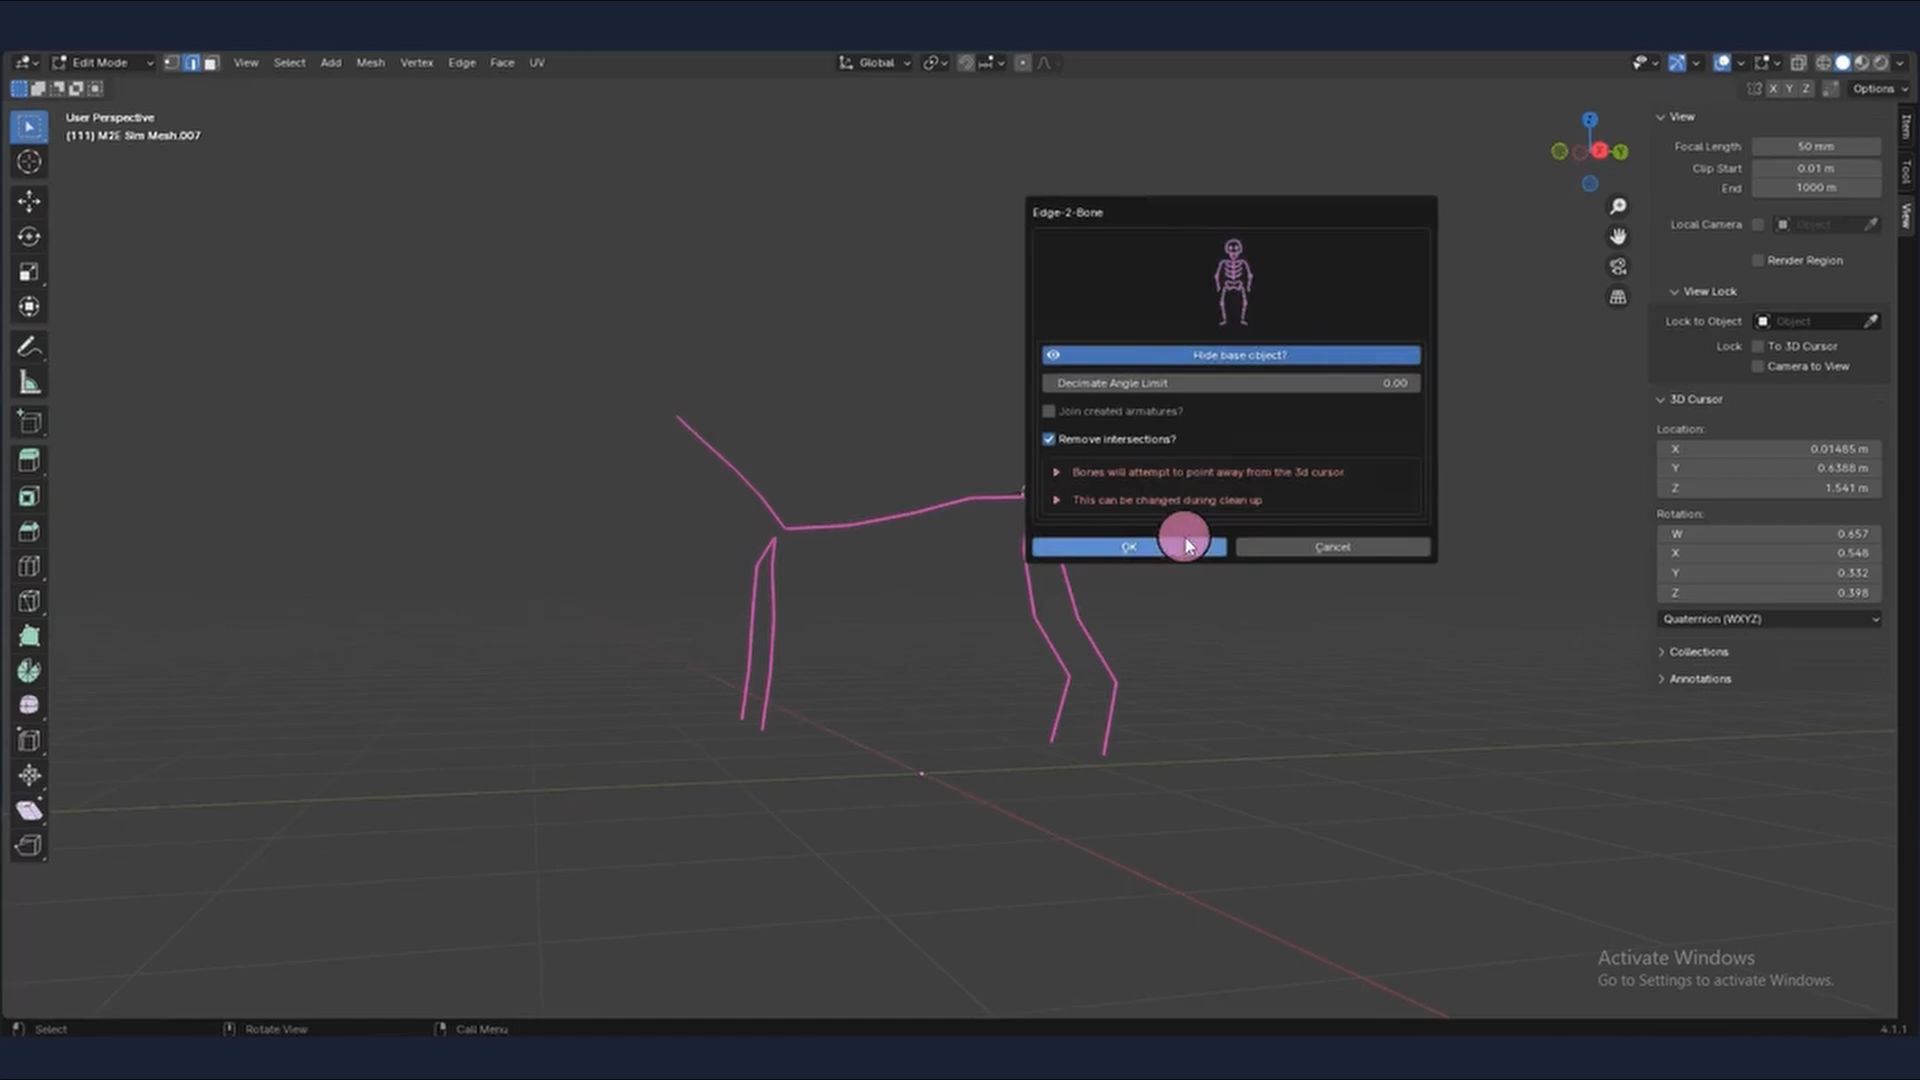 Edit Mode
View
Select
Add
Mesh
Vertex
Edge
Face
UV
Global
X
Y
Z
Options
User Perspective
(111) M2E Sim Mesh.007
Z
X
Y
Edge-2-Bone
Hide base object?
Decimate Angle Limit 0.00
Join created armatures?
Remove intersections?
Bones will attempt to point away from the 3d cursor
This can be changed during clean up
OK
Cancel
View
Focal Length 50 mm
Clip Start 0.01 m
End 1000 m
Local Camera Object
Render Region
View Lock
Lock to Object Object
Lock To 3D Cursor
Camera to View
3D Cursor
Location:
X 0.01485 m
Y 0.6388 m
Z 1.541 m
Rotation:
W 0.657
X 0.548
Y 0.332
Z 0.398
Quaternion (WXYZ)
Collections
Annotations
Item
Tool
View
Activate Windows
Go to Settings to activate Windows.
Select
Rotate View
Call Menu
4.1.1